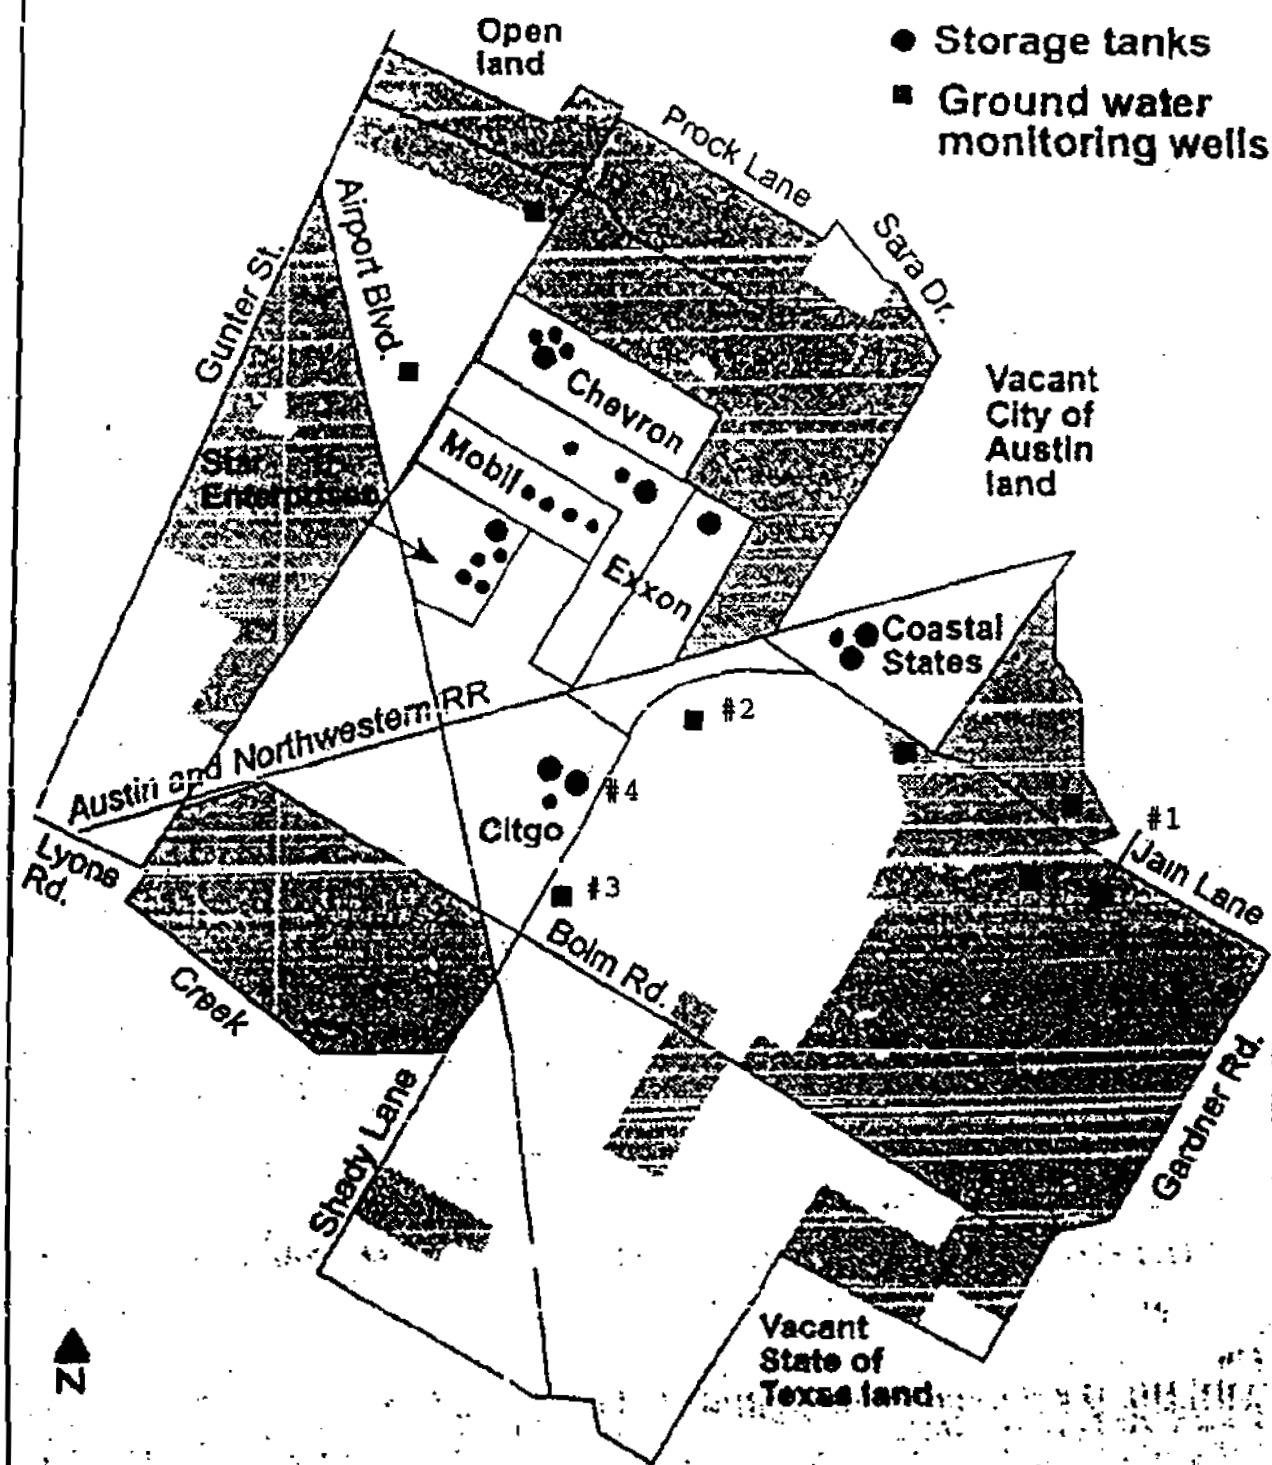 Open
land
Storage tanks
Ground water
monitoring wells
Prock Lane
Sara Dr.
Airport Blvd.
Gunter St.
Vacant
City of
Austin
land
Chevron
Mobil
Star
Enterprises
Exxon
Coastal
States
Austin and Northwestern RR
#2
#4
Citgo
#1
Jain Lane
Lyons
Rd.
#3
Bolm Rd.
Creek
Gardner Rd.
Shady Lane
Vacant
State of
Texas land
N